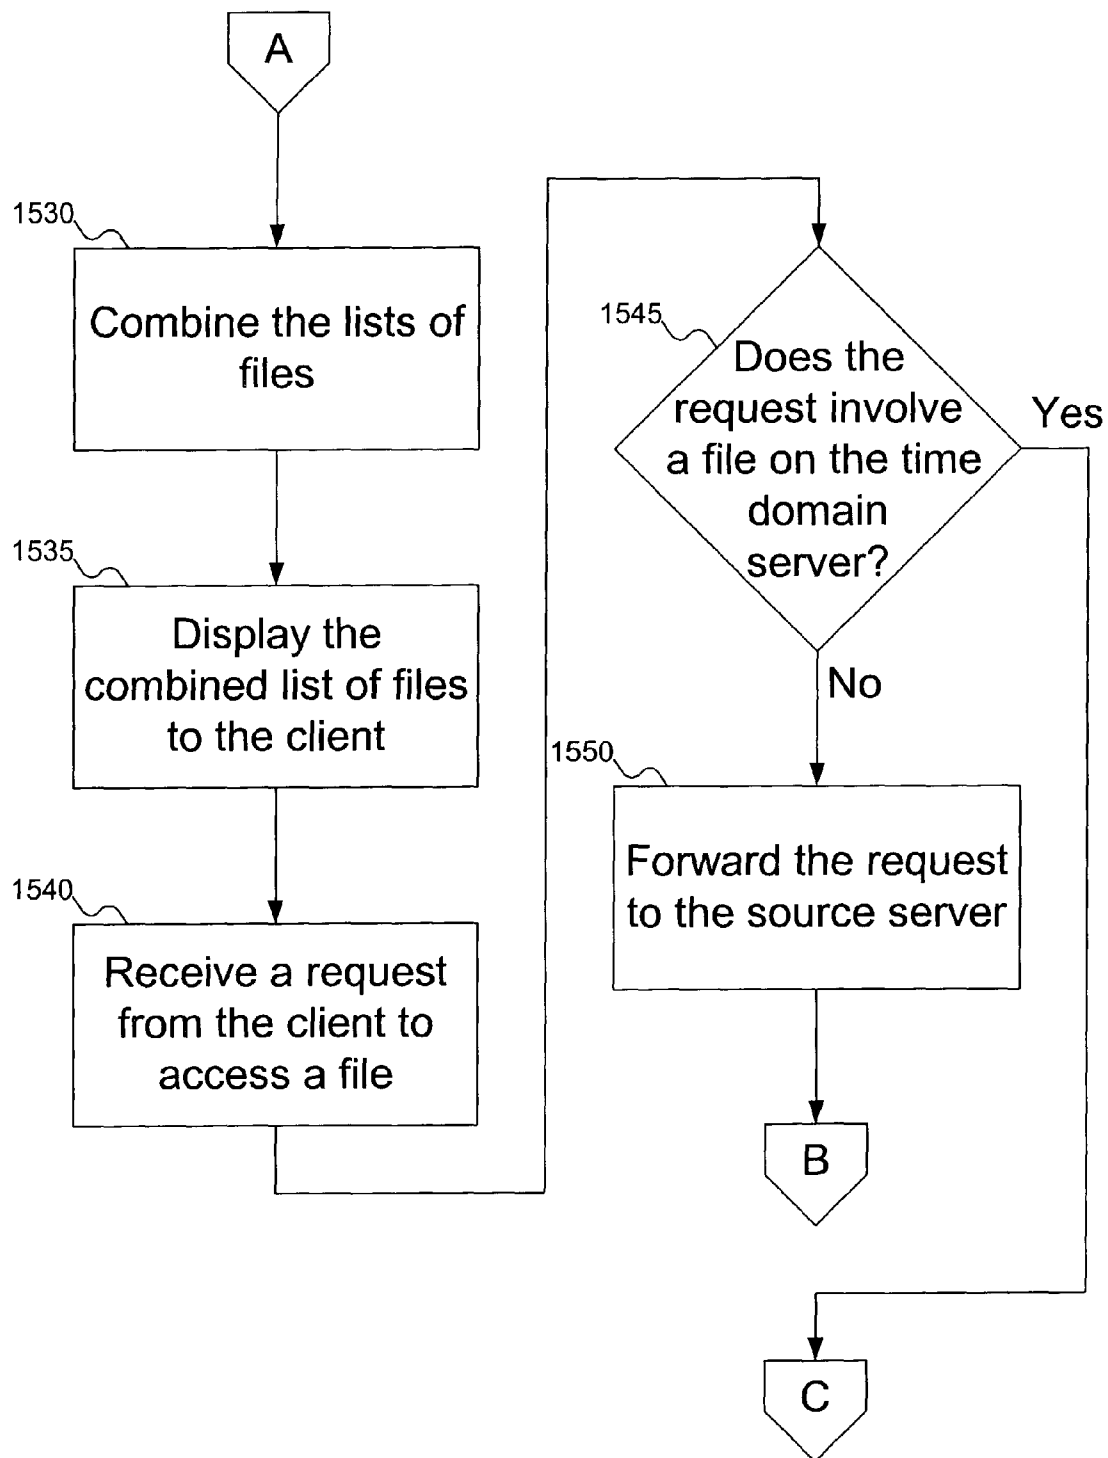 A
1530
Combine the lists of
files
1535
Display the
combined list of files
to the client
1540
Receive a request
from the client to
access a file
1545
Does the
request involve
a file on the time
domain
server?
Yes
No
1550
Forward the request
to the source server
B
C